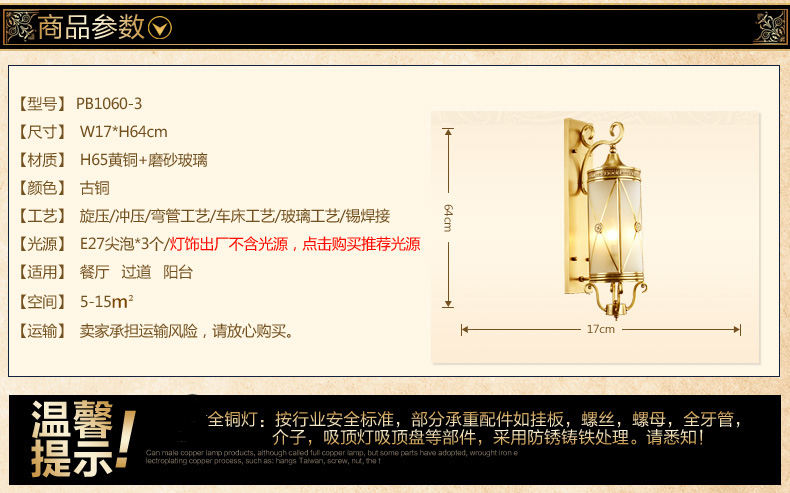 商品参数
【型号】 PB1060-3
【尺寸】 W17*H64cm
【材质】 H65黄铜+磨砂玻璃
【颜色】 古铜
【工艺】 旋压/冲压/弯管工艺/车床工艺/玻璃工艺/锡焊接
【光源】 E27尖泡*3个/灯饰出厂不含光源，点击购买推荐光源
【适用】 餐厅 过道 阳台
【空间】 5-15m²
【运输】 卖家承担运输风险，请放心购买。
64cm
17cm
温馨
提示!
全铜灯：按行业安全标准，部分承重配件如挂板，螺丝，螺母，全牙管，
介子，吸顶灯吸顶盘等部件，采用防锈铸铁处理。请悉知！
Can male copper lamp products, although called full copper lamp, but some parts have adopted, wrought iron e
lectroplating copper process, such as: hangs Taiwan, screw, nut, the t